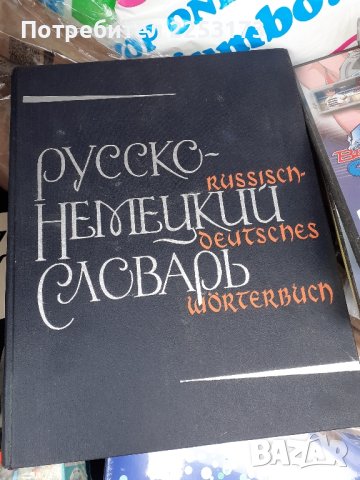 Потребител
РУССКО-
RUSSISCH-
НЕМЕЦКИЙ
DEUTSCHES
СЛОВАРЬ
WÖRTERBUCH
BAZAR